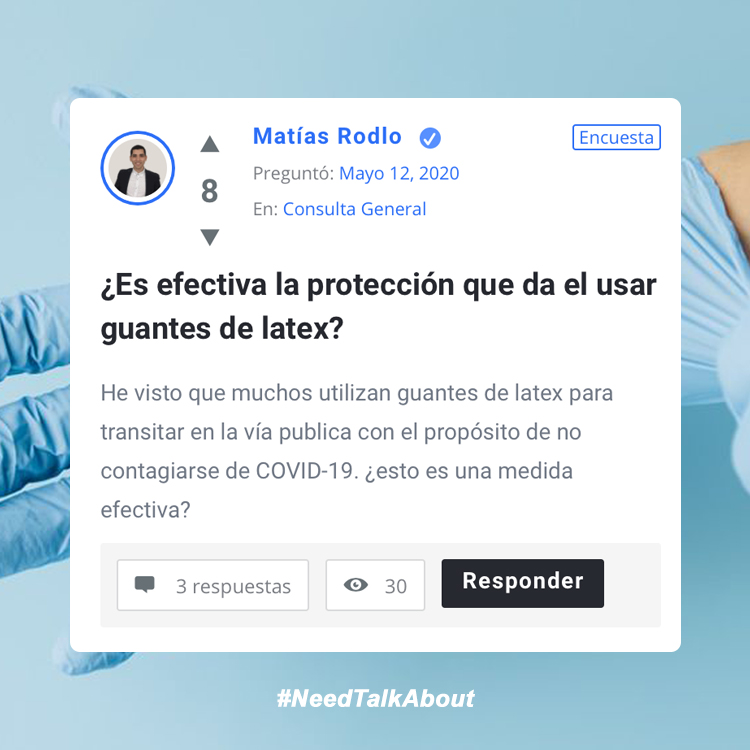 Matías Rodlo
Encuesta
8
Preguntó: Mayo 12, 2020
En: Consulta General
¿Es efectiva la protección que da el usar
guantes de latex?
He visto que muchos utilizan guantes de latex para
transitar en la vía publica con el propósito de no
contagiarse de COVID-19. ¿esto es una medida
efectiva?
3 respuestas
30
Responder
#NeedTalkAbout